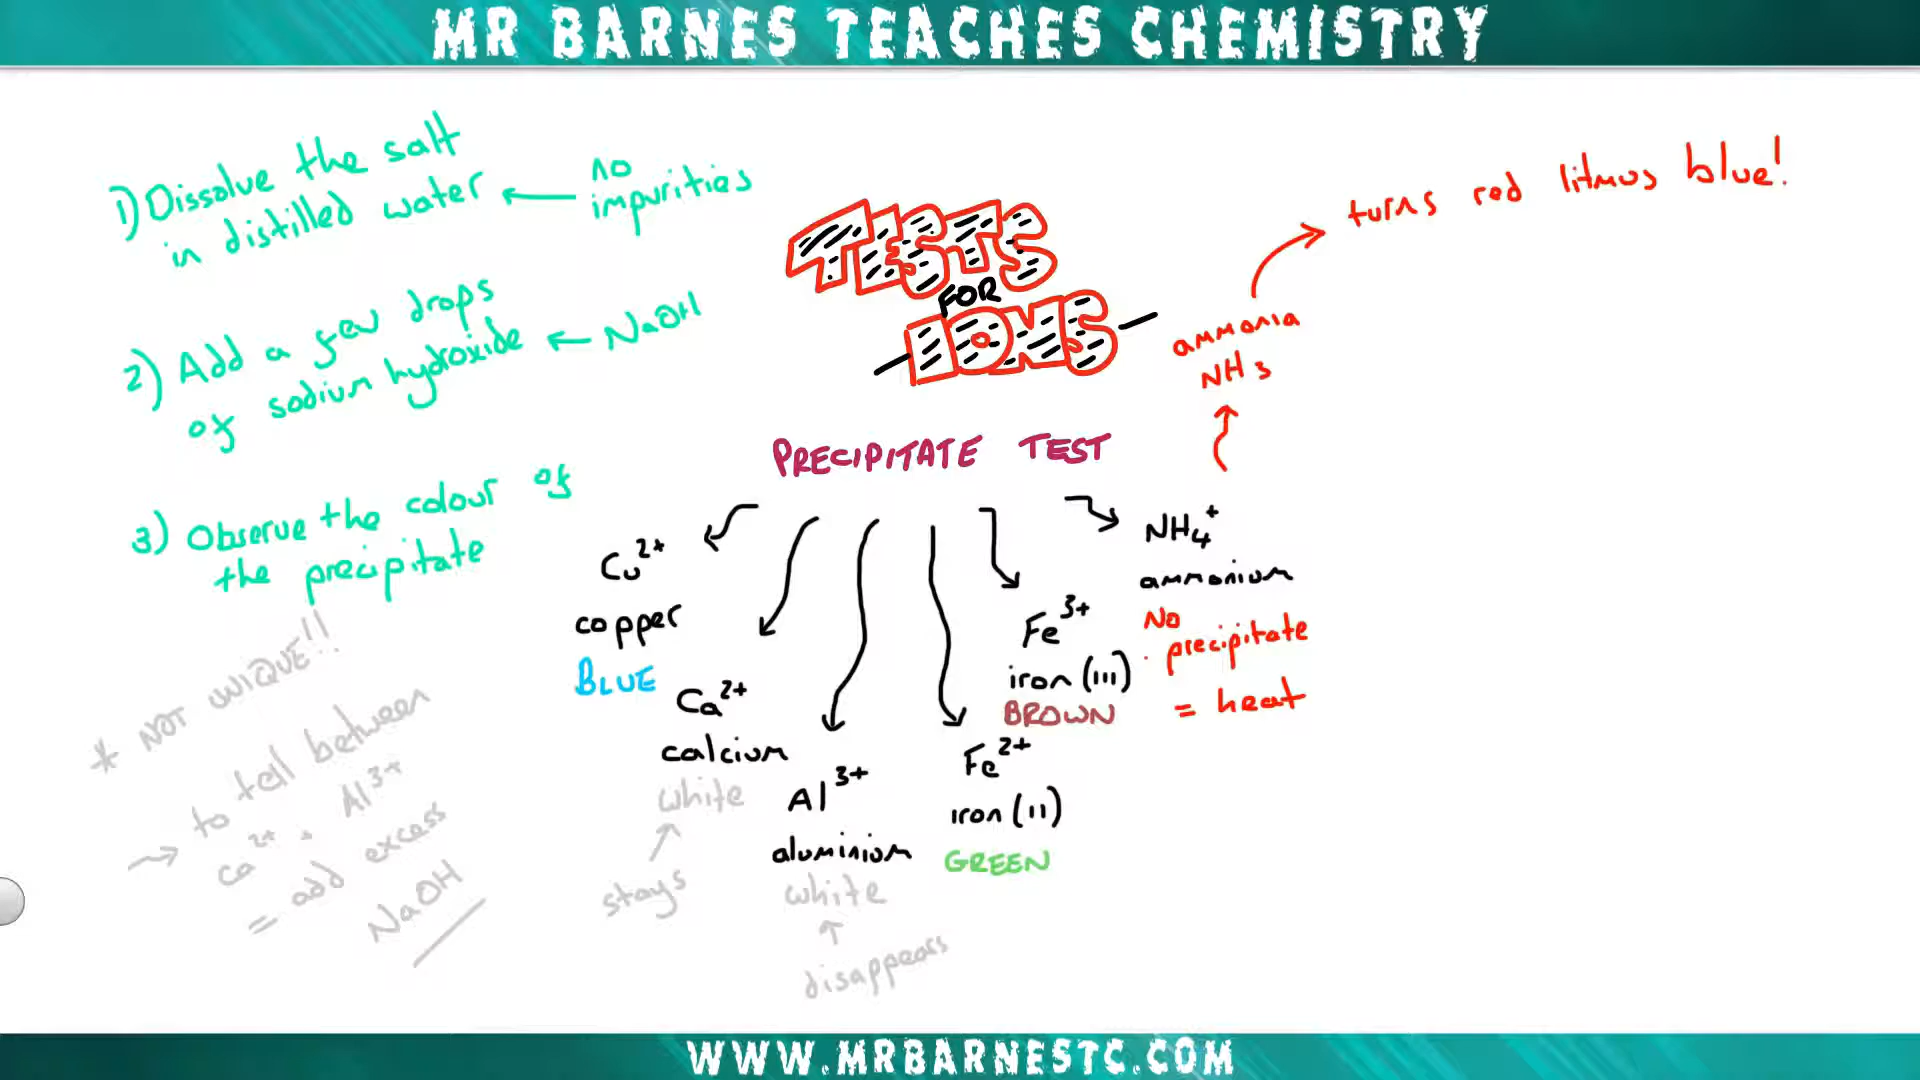 MR BARNES TEACHES CHEMISTRY
1) Dissolve the salt
in distilled water ← no
impurities
2) Add a few drops
of sodium hydroxide ← NaOH
3) Observe the colour of
the precipitate
* NOT UNIQUE!!
→ to tell between
Ca²⁺ , Al³⁺
= add excess
NaOH
TESTS
FOR
- IONS -
PRECIPITATE TEST
Cu²⁺
copper
BLUE
Ca²⁺
calcium
white
↑
stays
Al³⁺
aluminium
white
↑
disappears
Fe²⁺
iron (11)
GREEN
Fe³⁺
iron (111)
BROWN
NH₄⁺
ammonium
No
precipitate
= heat
ammonia
NH₃
turns red litmus blue!
WWW.MRBARNESTC.COM